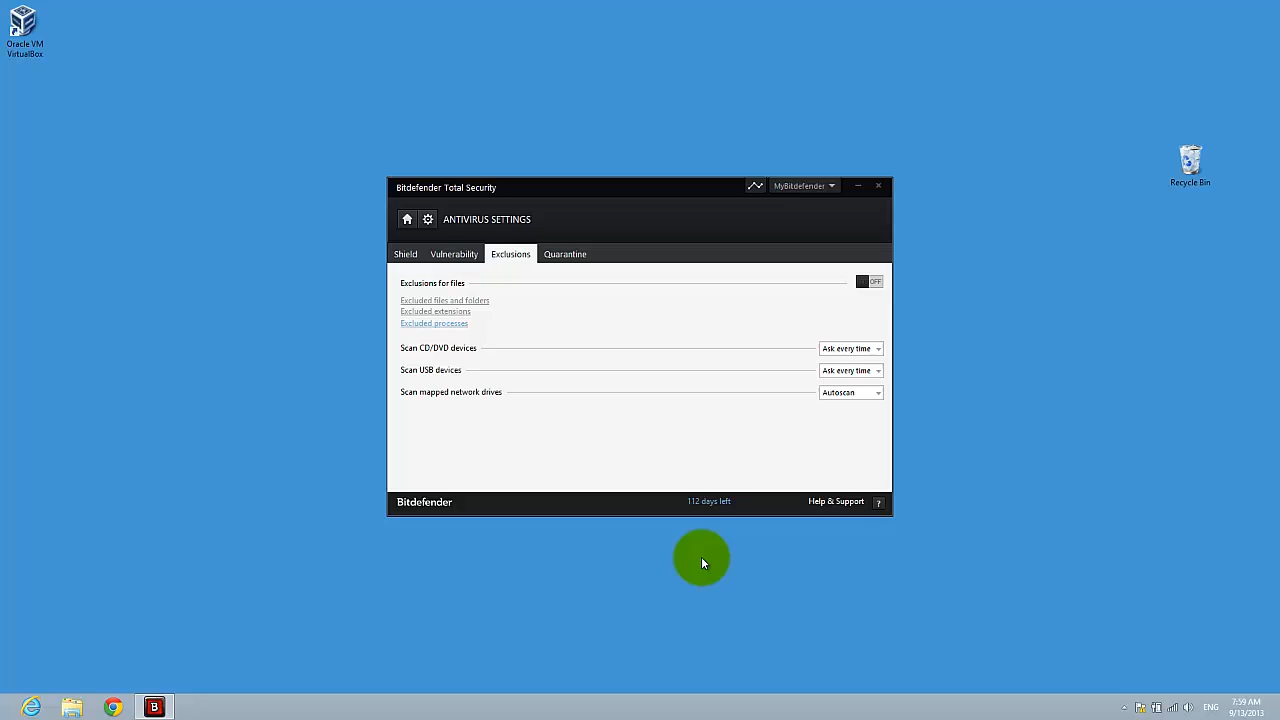 Oracle VM
VirtualBox
Recycle Bin
Bitdefender Total Security
MyBitdefender
ANTIVIRUS SETTINGS
Shield Vulnerability Exclusions Quarantine
Exclusions for files OFF
Excluded files and folders
Excluded extensions
Excluded processes
Scan CD/DVD devices Ask every time
Scan USB devices Ask every time
Scan mapped network drives Autoscan
Bitdefender 112 days left Help & Support ?
B
ENG
7:59 AM
9/13/2013